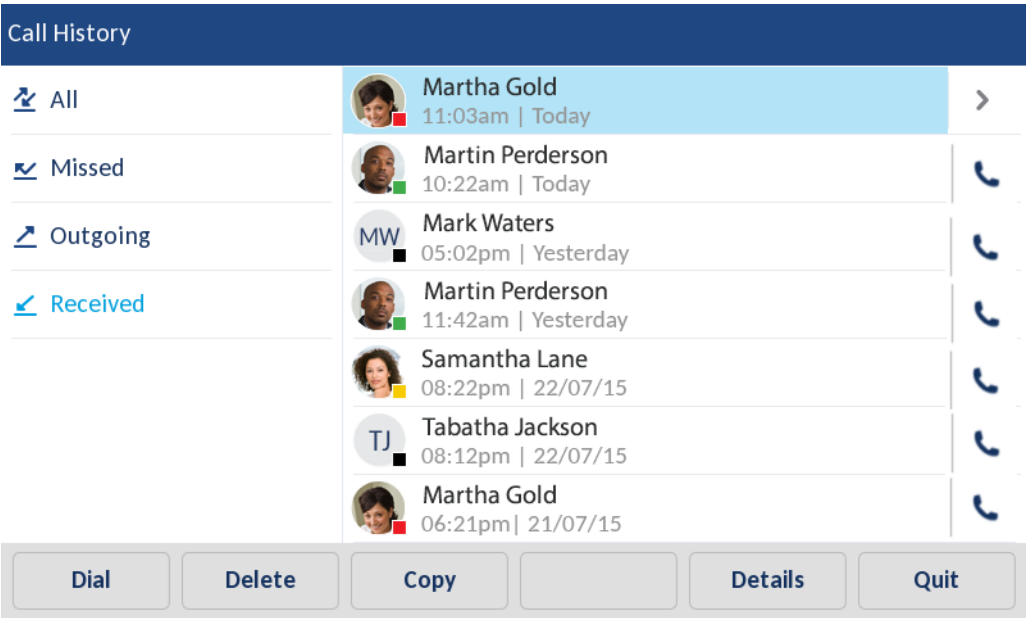 Call History
All
Missed
Outgoing
Received
Martha Gold
11:03am | Today
Martin Perderson
10:22am | Today
MW
Mark Waters
05:02pm | Yesterday
Martin Perderson
11:42am | Yesterday
Samantha Lane
08:22pm | 22/07/15
TJ
Tabatha Jackson
08:12pm | 22/07/15
Martha Gold
06:21pm| 21/07/15
Dial Delete Copy Details Quit